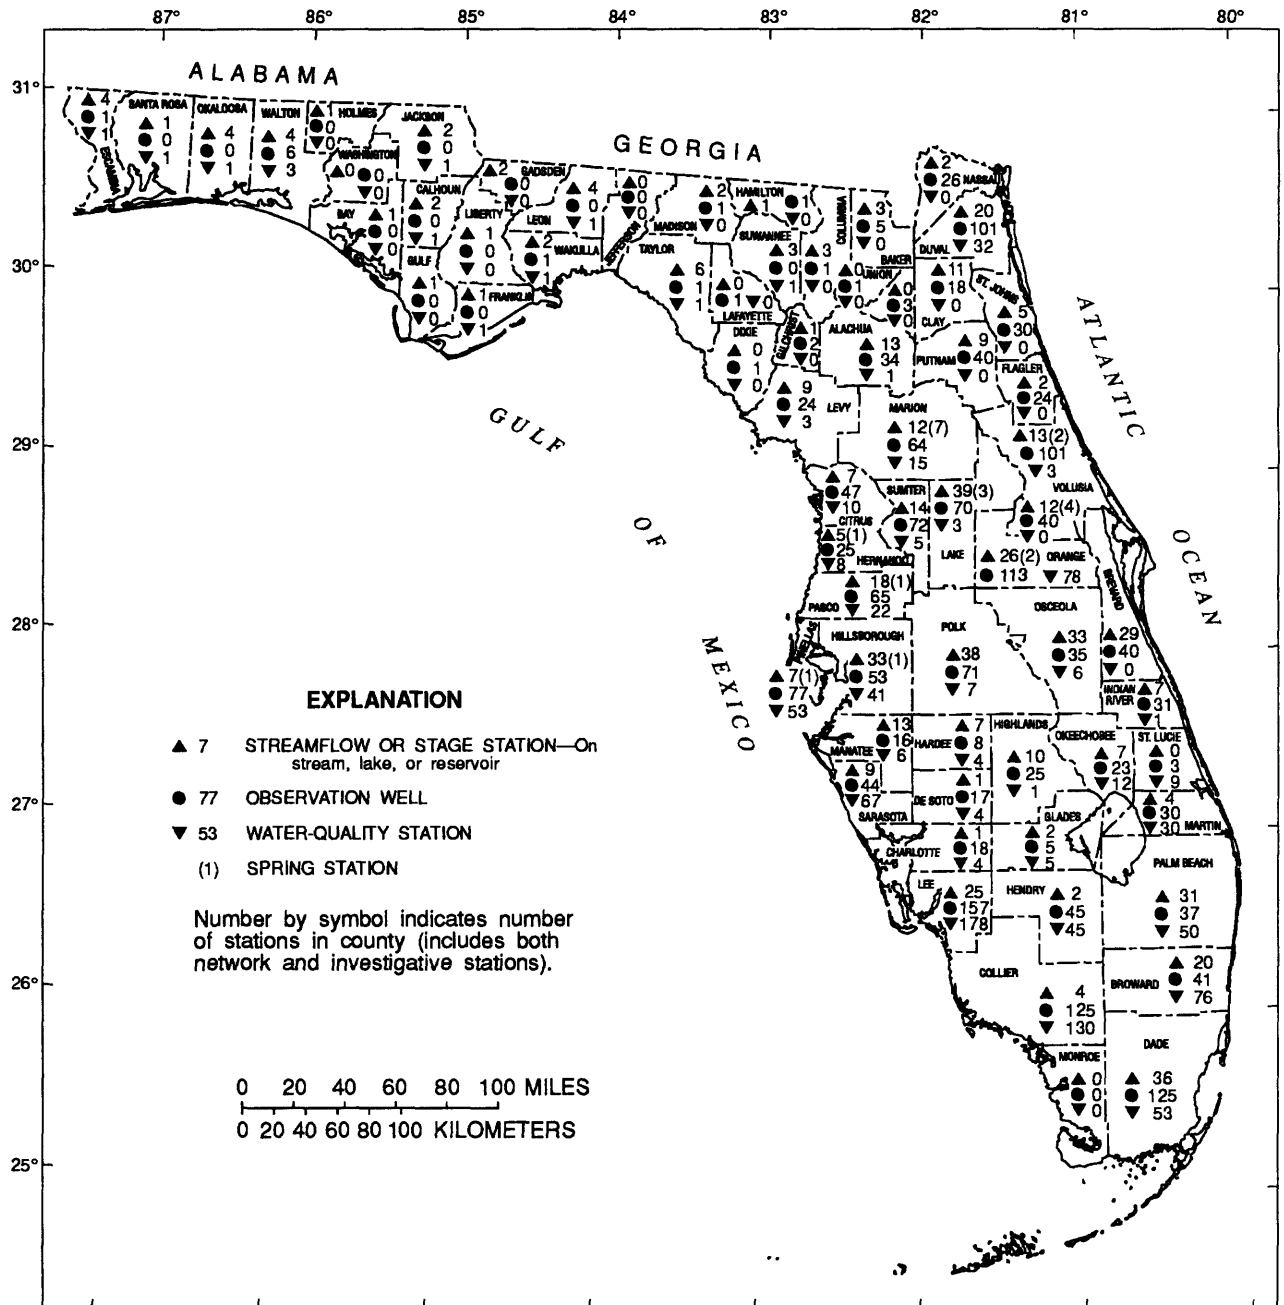 87° 86° 85° 84° 83° 82° 81° 80°
ALABAMA
GEORGIA
31°
30°
29°
28°
27°
26°
25°
ESCAMBIA
4
1
1
SANTA ROSA
1
0
1
OKALOOSA
4
0
1
WALTON
4
6
3
HOLMES
1
0
0
WASHINGTON
0
0
0
JACKSON
2
0
1
BAY
1
0
0
CALHOUN
2
0
1
GULF
1
0
0
LIBERTY
1
0
0
FRANKLIN
1
0
1
GADSDEN
2
0
0
LEON
4
0
1
WAKULLA
2
1
1
JEFFERSON
0
0
0
MADISON
2
1
0
TAYLOR
6
1
1
HAMILTON
1
1
0
SUWANNEE
3
0
1
LAFAYETTE
0
1
0
DIXIE
0
1
0
COLUMBIA
3
1
0
BAKER
3
5
0
UNION
0
1
0
0
3
0
GILCHRIST
1
2
0
ALACHUA
13
34
1
NASSAU
2
26
0
DUVAL
20
101
32
CLAY
11
18
0
ST. JOHNS
5
30
0
PUTNAM
9
40
0
FLAGLER
2
24
0
LEVY
9
24
3
MARION
12(7)
64
15
VOLUSIA
13(2)
101
3
CITRUS
7
47
10
SUMTER
14
72
5
LAKE
39(3)
70
3
12(4)
40
0
HERNANDO
5(1)
25
8
ORANGE
26(2)
113
78
PASCO
18(1)
65
22
BREVARD
29
40
0
OSCEOLA
33
35
6
POLK
38
71
7
HILLSBOROUGH
33(1)
53
41
7(1)
77
53
INDIAN
RIVER
7
31
1
MANATEE
13
16
6
HARDEE
7
8
4
HIGHLANDS
10
25
1
OKEECHOBEE
7
23
12
ST. LUCIE
0
3
9
SARASOTA
9
44
67
DE SOTO
1
17
4
GLADES
2
5
5
MARTIN
4
30
30
CHARLOTTE
1
18
4
LEE
25
157
178
HENDRY
2
45
45
PALM BEACH
31
37
50
COLLIER
4
125
130
BROWARD
20
41
76
MONROE
0
0
0
DADE
36
125
53
GULF
OF
MEXICO
ATLANTIC
OCEAN
EXPLANATION
▲ 7 STREAMFLOW OR STAGE STATION—On
stream, lake, or reservoir
● 77 OBSERVATION WELL
▼ 53 WATER-QUALITY STATION
(1) SPRING STATION
Number by symbol indicates number
of stations in county (includes both
network and investigative stations).
0 20 40 60 80 100 MILES
0 20 40 60 80 100 KILOMETERS